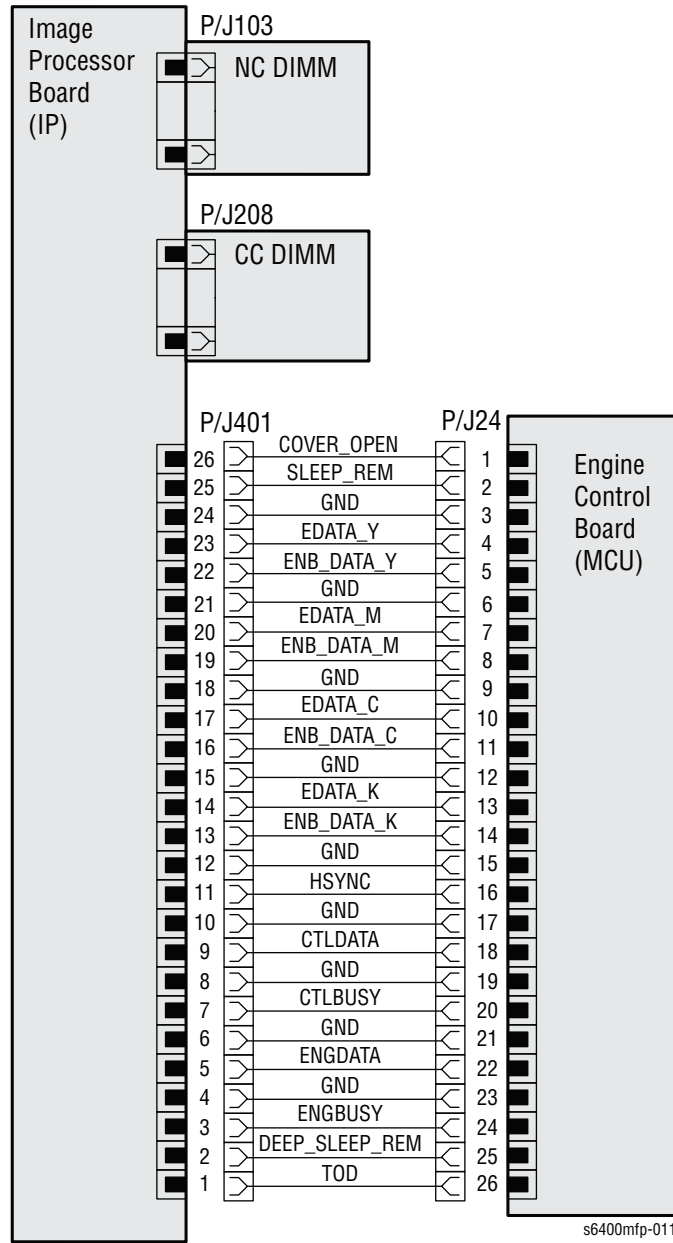 Image
Processor
Board
(IP)
P/J103
NC DIMM
P/J208
CC DIMM
P/J401 P/J24
Engine
Control
Board
(MCU)
26 COVER_OPEN 1
25 SLEEP_REM 2
24 GND 3
23 EDATA_Y 4
22 ENB_DATA_Y 5
21 GND 6
20 EDATA_M 7
19 ENB_DATA_M 8
18 GND 9
17 EDATA_C 10
16 ENB_DATA_C 11
15 GND 12
14 EDATA_K 13
13 ENB_DATA_K 14
12 GND 15
11 HSYNC 16
10 GND 17
9 CTLDATA 18
8 GND 19
7 CTLBUSY 20
6 GND 21
5 ENGDATA 22
4 GND 23
3 ENGBUSY 24
2 DEEP_SLEEP_REM 25
1 TOD 26
s6400mfp-011